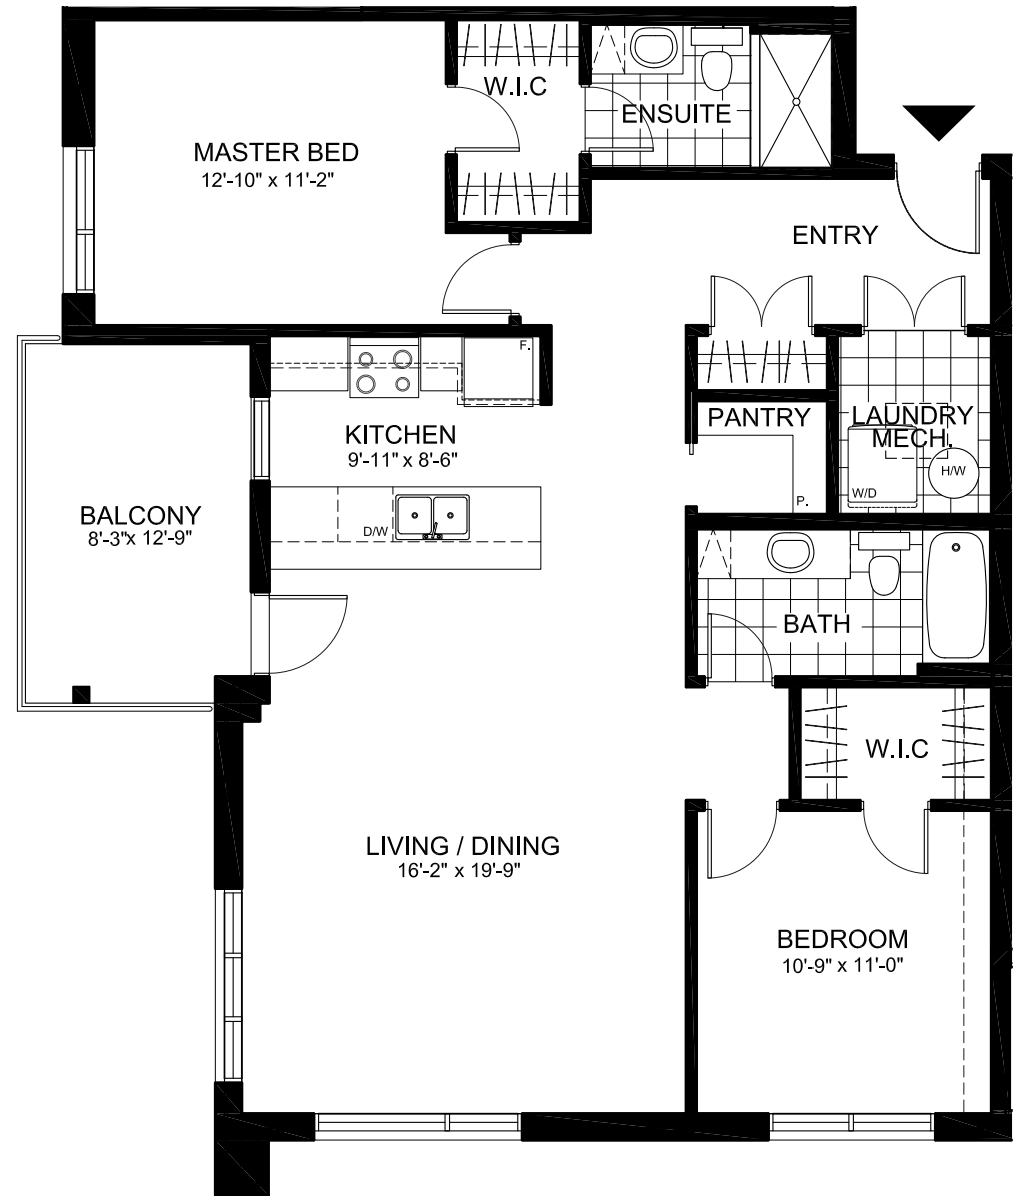 W.I.C
ENSUITE
MASTER BED
12'-10" x 11'-2"
ENTRY
F.
KITCHEN
9'-11" x 8'-6"
PANTRY
P.
LAUNDRY
MECH.
H/W
W/D
BALCONY
8'-3"x 12'-9"
D/W
BATH
W.I.C
LIVING / DINING
16'-2" x 19'-9"
BEDROOM
10'-9" x 11'-0"